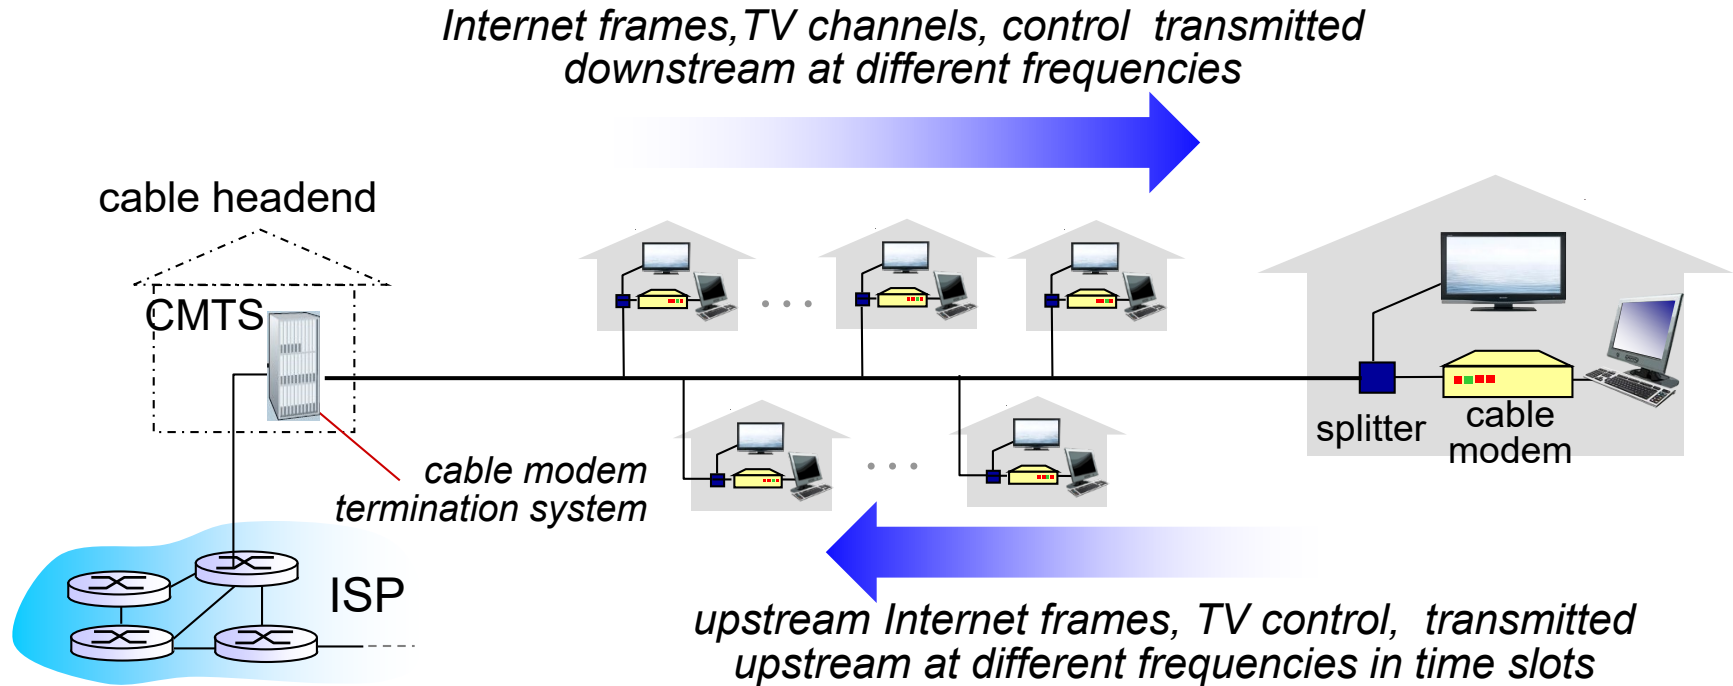 Internet frames,TV channels, control transmitted
downstream at different frequencies
cable headend
CMTS
cable modem
termination system
splitter
cable
modem
ISP
upstream Internet frames, TV control, transmitted
upstream at different frequencies in time slots